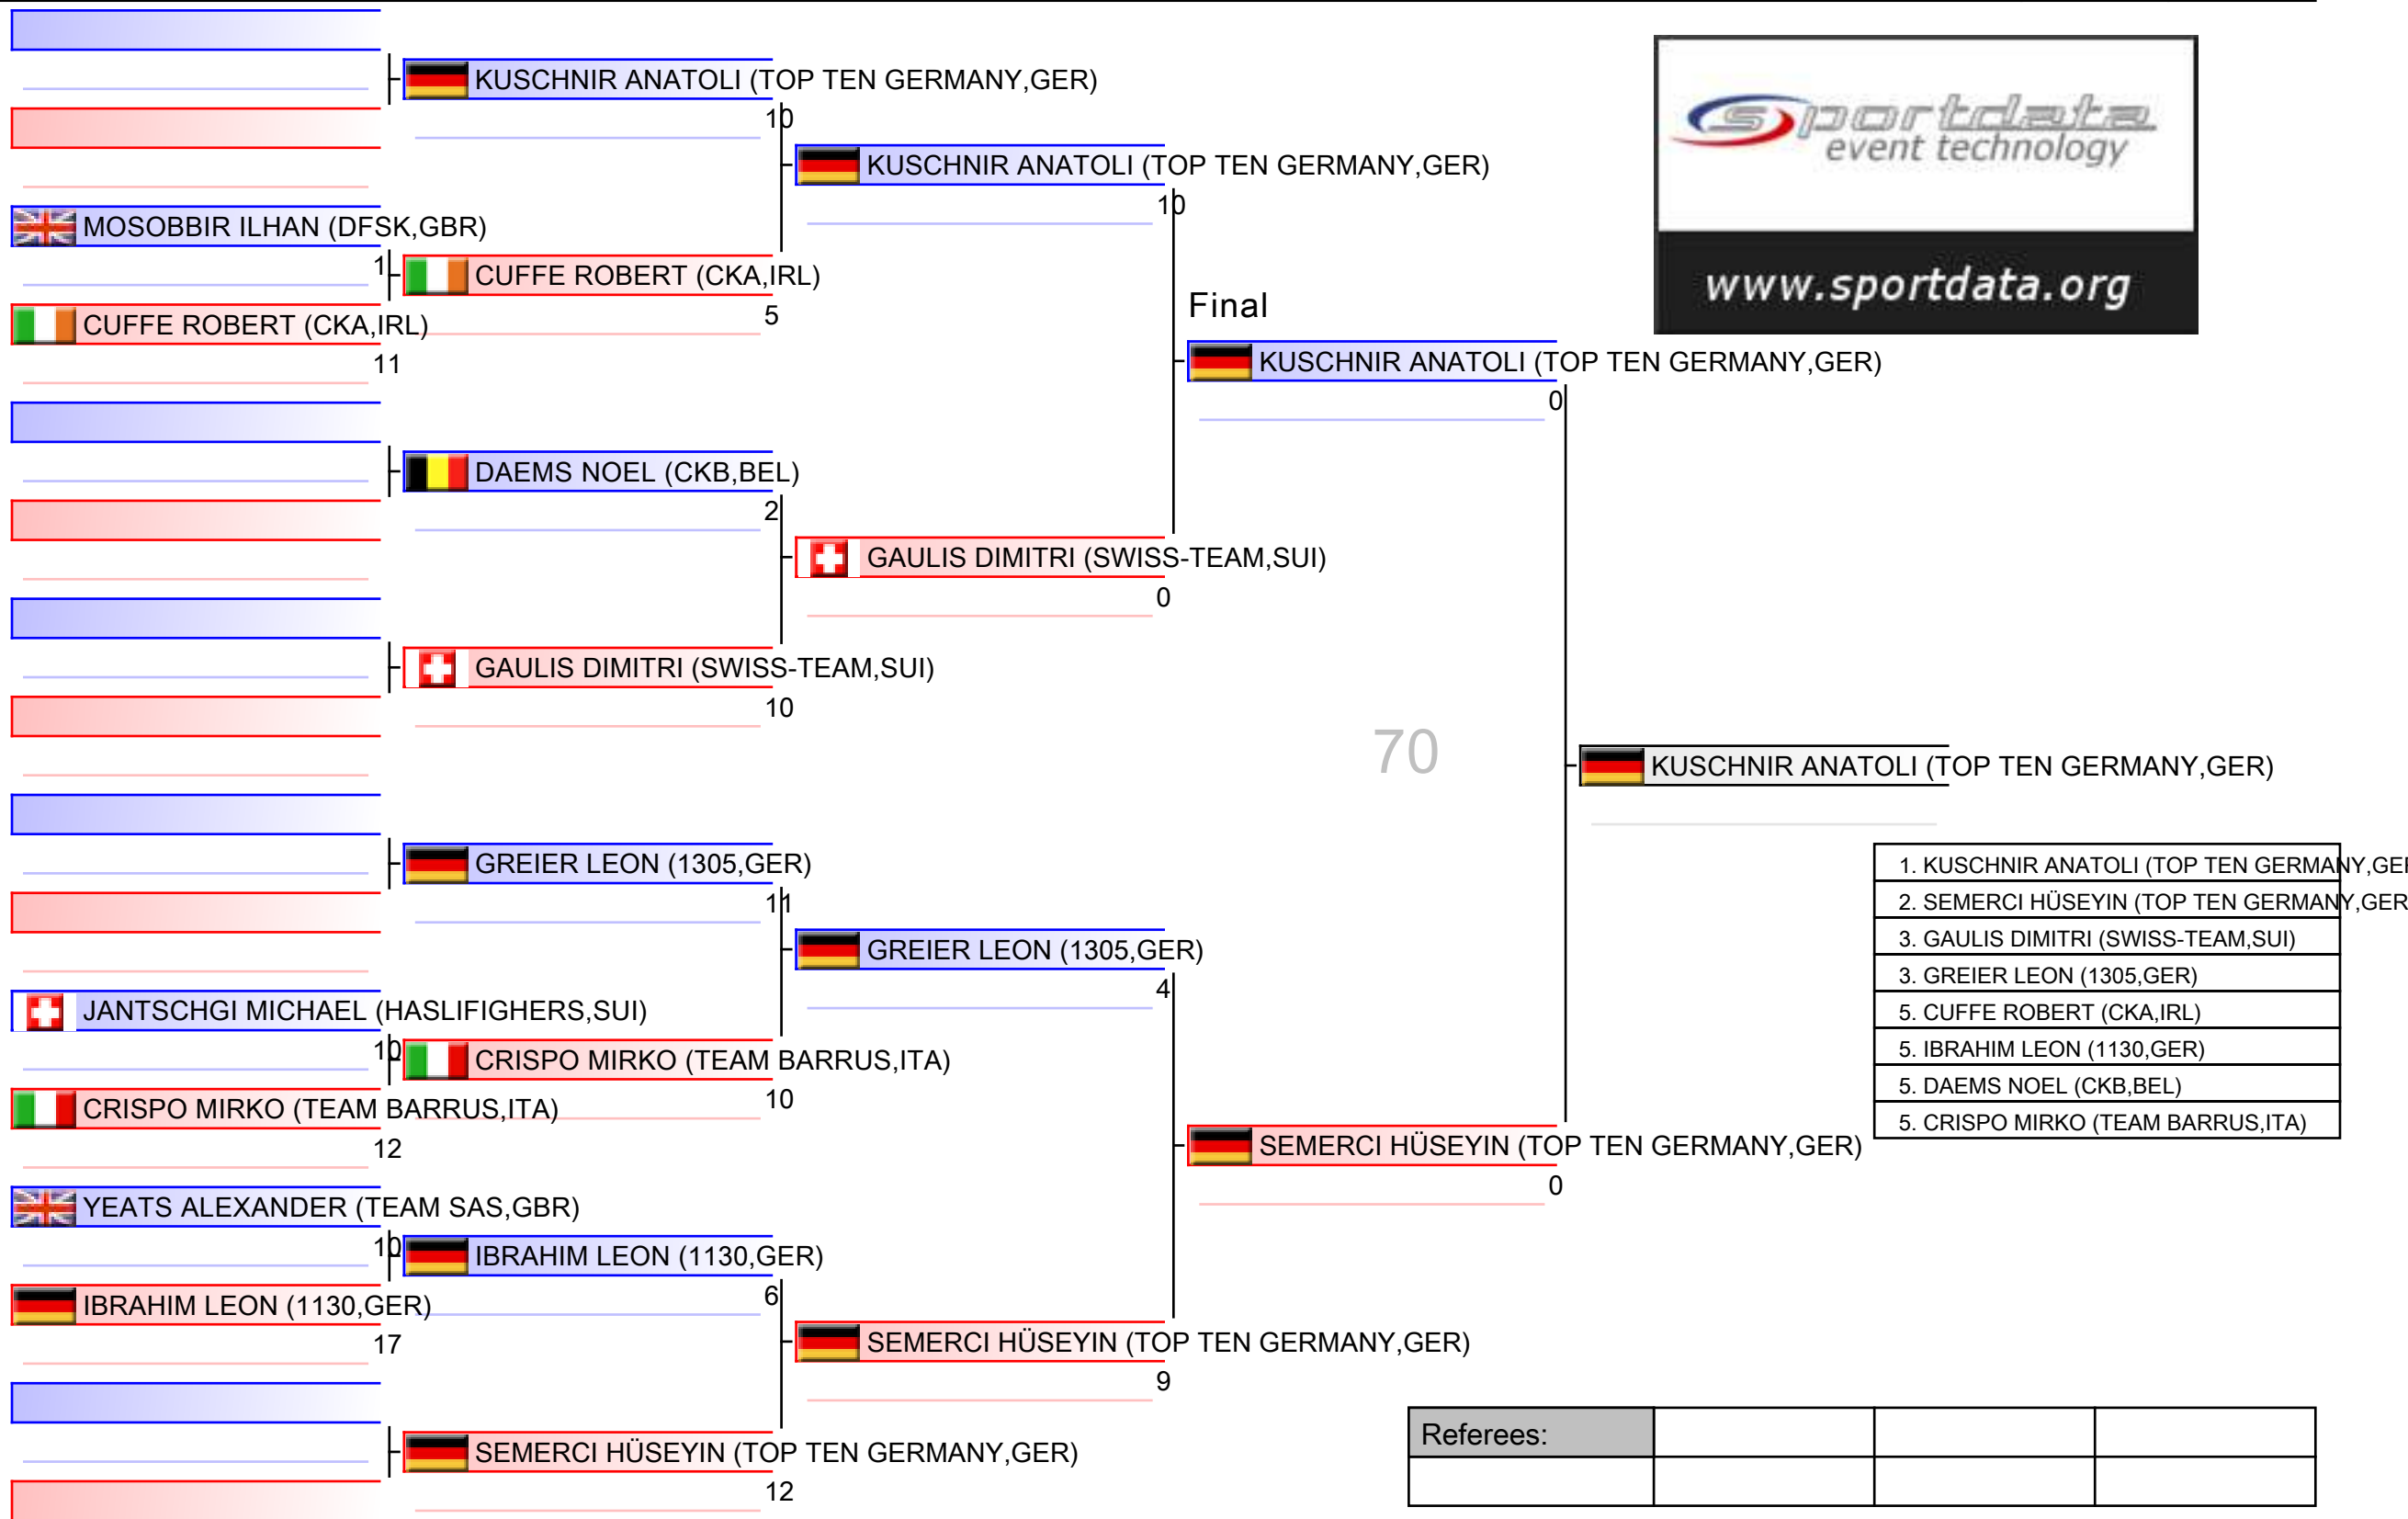 KUSCHNIR ANATOLI (TOP TEN GERMANY,GER)
10
KUSCHNIR ANATOLI (TOP TEN GERMANY,GER)
10
MOSOBBIR ILHAN (DFSK,GBR)
1
CUFFE ROBERT (CKA,IRL)
5
CUFFE ROBERT (CKA,IRL)
11
sportdata
event technology
www.sportdata.org
Final
KUSCHNIR ANATOLI (TOP TEN GERMANY,GER)
0
DAEMS NOEL (CKB,BEL)
2
GAULIS DIMITRI (SWISS-TEAM,SUI)
0
GAULIS DIMITRI (SWISS-TEAM,SUI)
10
70
KUSCHNIR ANATOLI (TOP TEN GERMANY,GER)
GREIER LEON (1305,GER)
11
GREIER LEON (1305,GER)
4
JANTSCHGI MICHAEL (HASLIFIGHERS,SUI)
10
CRISPO MIRKO (TEAM BARRUS,ITA)
10
CRISPO MIRKO (TEAM BARRUS,ITA)
12
1. KUSCHNIR ANATOLI (TOP TEN GERMANY,GE
2. SEMERCI HÜSEYIN (TOP TEN GERMANY,GER
3. GAULIS DIMITRI (SWISS-TEAM,SUI)
3. GREIER LEON (1305,GER)
5. CUFFE ROBERT (CKA,IRL)
5. IBRAHIM LEON (1130,GER)
5. DAEMS NOEL (CKB,BEL)
5. CRISPO MIRKO (TEAM BARRUS,ITA)
SEMERCI HÜSEYIN (TOP TEN GERMANY,GER)
0
YEATS ALEXANDER (TEAM SAS,GBR)
10
IBRAHIM LEON (1130,GER)
6
IBRAHIM LEON (1130,GER)
17
SEMERCI HÜSEYIN (TOP TEN GERMANY,GER)
9
SEMERCI HÜSEYIN (TOP TEN GERMANY,GER)
12
Referees: